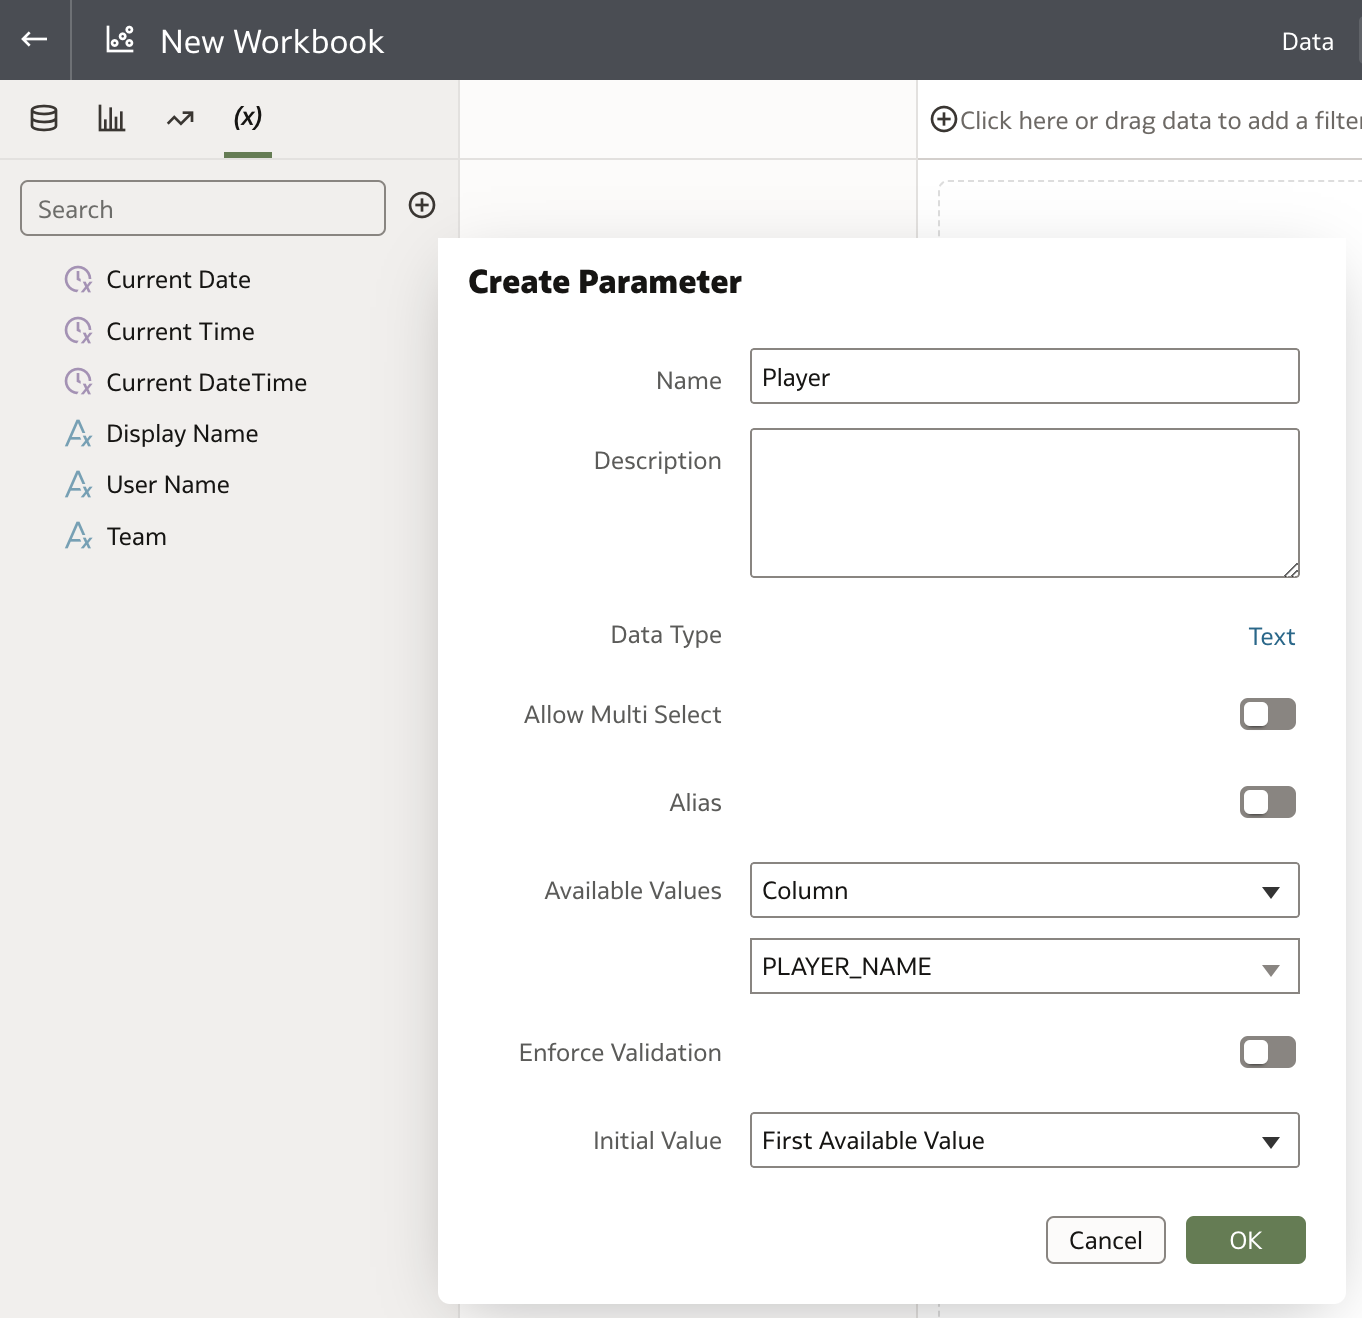 New Workbook
Data
(x)
Click here or drag data to add a filter
Search
Current Date
Current Time
Current DateTime
Display Name
User Name
Team
Create Parameter
Name
Player
Description
Data Type
Text
Allow Multi Select
Alias
Available Values
Column
PLAYER_NAME
Enforce Validation
Initial Value
First Available Value
Cancel
OK